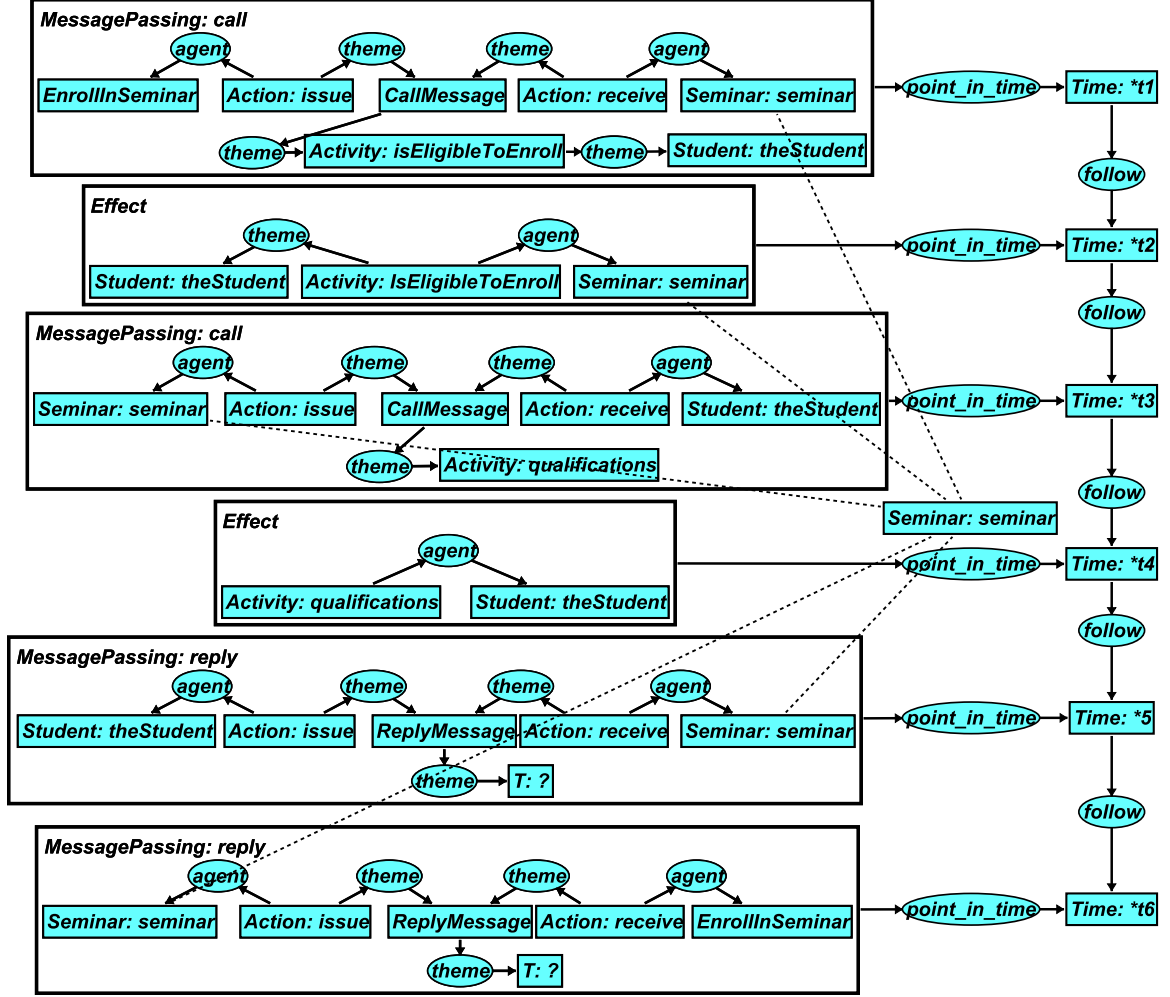 MessagePassing: call
agent theme theme agent
EnrollInSeminar Action: issue CallMessage Action: receive Seminar: seminar point_in_time Time: *t1
theme Activity: isEligibleToEnroll theme Student: theStudent
follow
Effect
theme agent
point_in_time Time: *t2
Student: theStudent Activity: IsEligibleToEnroll Seminar: seminar
follow
MessagePassing: call
agent theme theme agent
Seminar: seminar Action: issue CallMessage Action: receive Student: theStudent point_in_time Time: *t3
theme Activity: qualifications
follow
Seminar: seminar
Effect
agent
point_in_time Time: *t4
Activity: qualifications Student: theStudent
follow
MessagePassing: reply
agent theme theme agent
Student: theStudent Action: issue ReplyMessage Action: receive Seminar: seminar point_in_time Time: *5
theme T: ?
follow
MessagePassing: reply
agent theme theme agent
Seminar: seminar Action: issue ReplyMessage Action: receive EnrollInSeminar point_in_time Time: *t6
theme T: ?